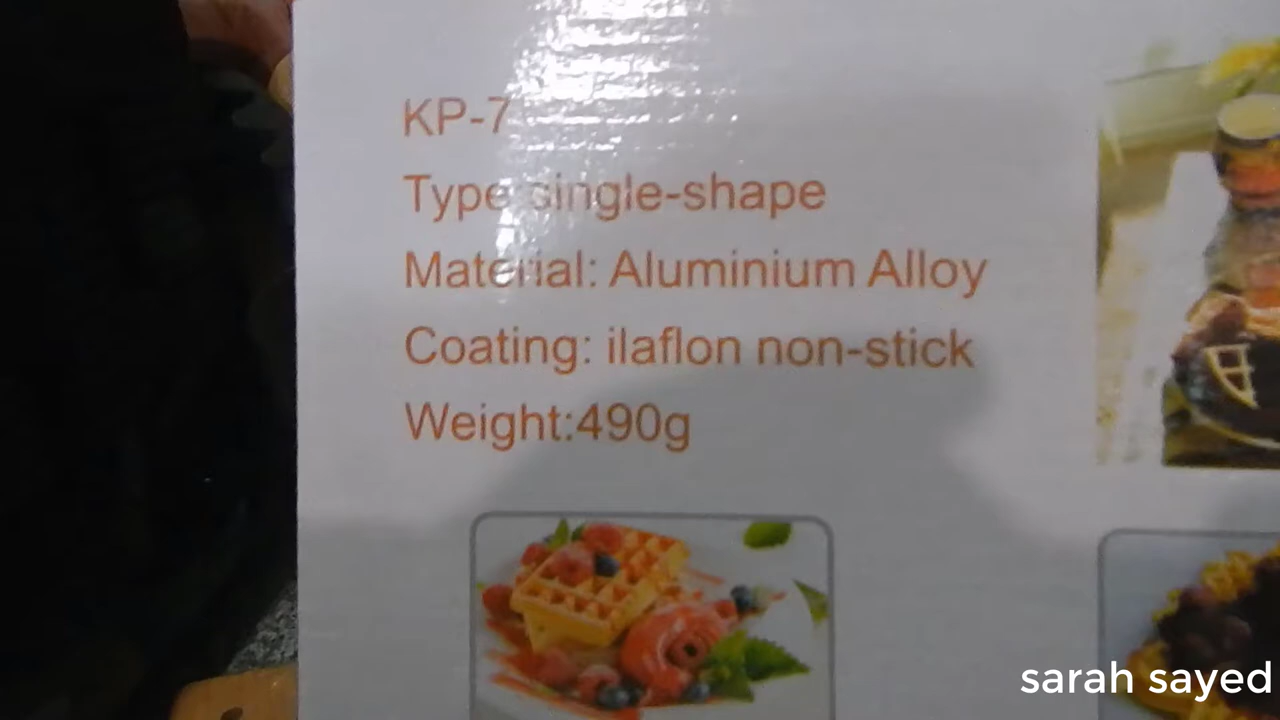 KP-7
Type single-shape
Material: Aluminium Alloy
Coating: ilaflon non-stick
Weight:490g
sarah sayed